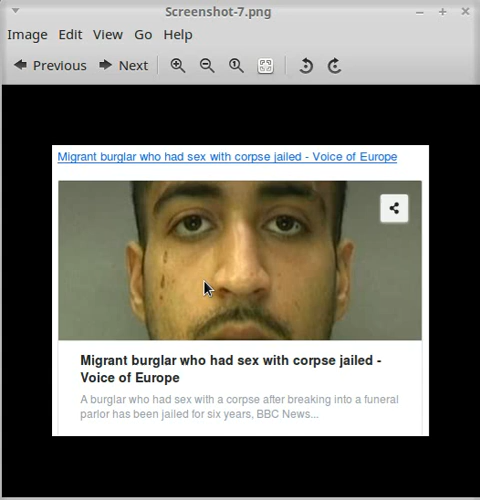 Screenshot-7.png
Image Edit View Go Help
Previous Next
Migrant burglar who had sex with corpse jailed - Voice of Europe
Migrant burglar who had sex with corpse jailed -
Voice of Europe
A burglar who had sex with a corpse after breaking into a funeral
parlor has been jailed for six years, BBC News...